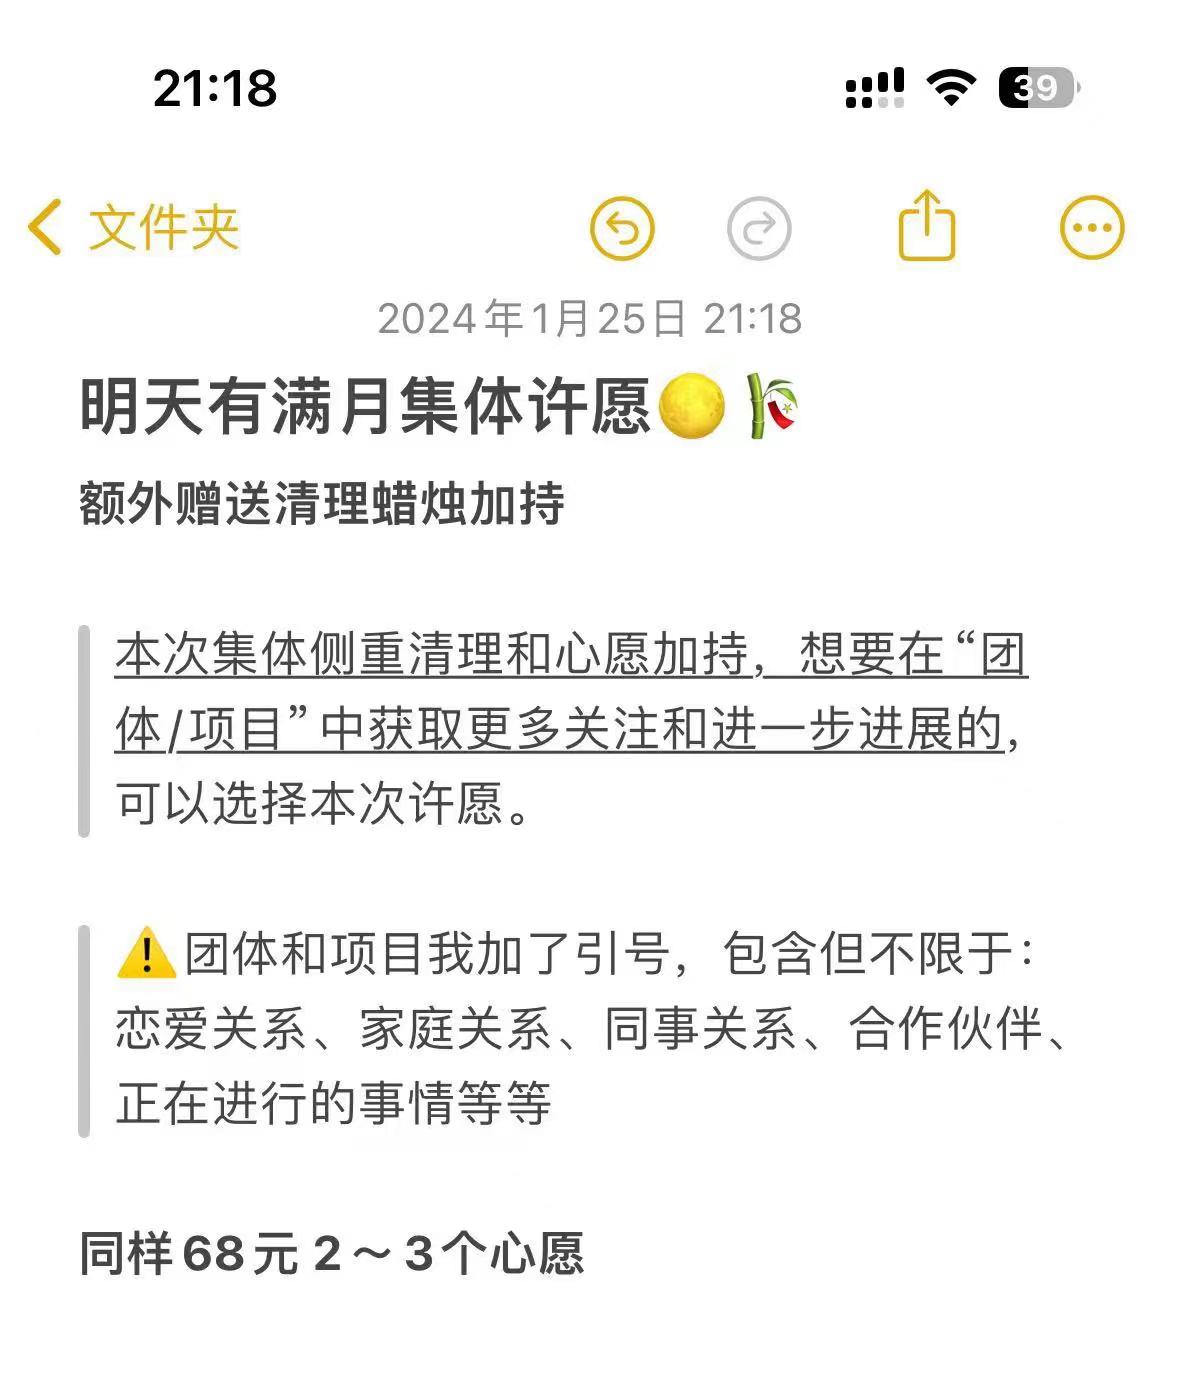 21:18
39
文件夹
2024年1月25日 21:18
明天有满月集体许愿🌕🎋
额外赠送清理蜡烛加持
本次集体侧重清理和心愿加持，想要在“团
体/项目”中获取更多关注和进一步进展的，
可以选择本次许愿。
⚠️团体和项目我加了引号，包含但不限于：
恋爱关系、家庭关系、同事关系、合作伙伴、
正在进行的事情等等
同样68元 2～3个心愿